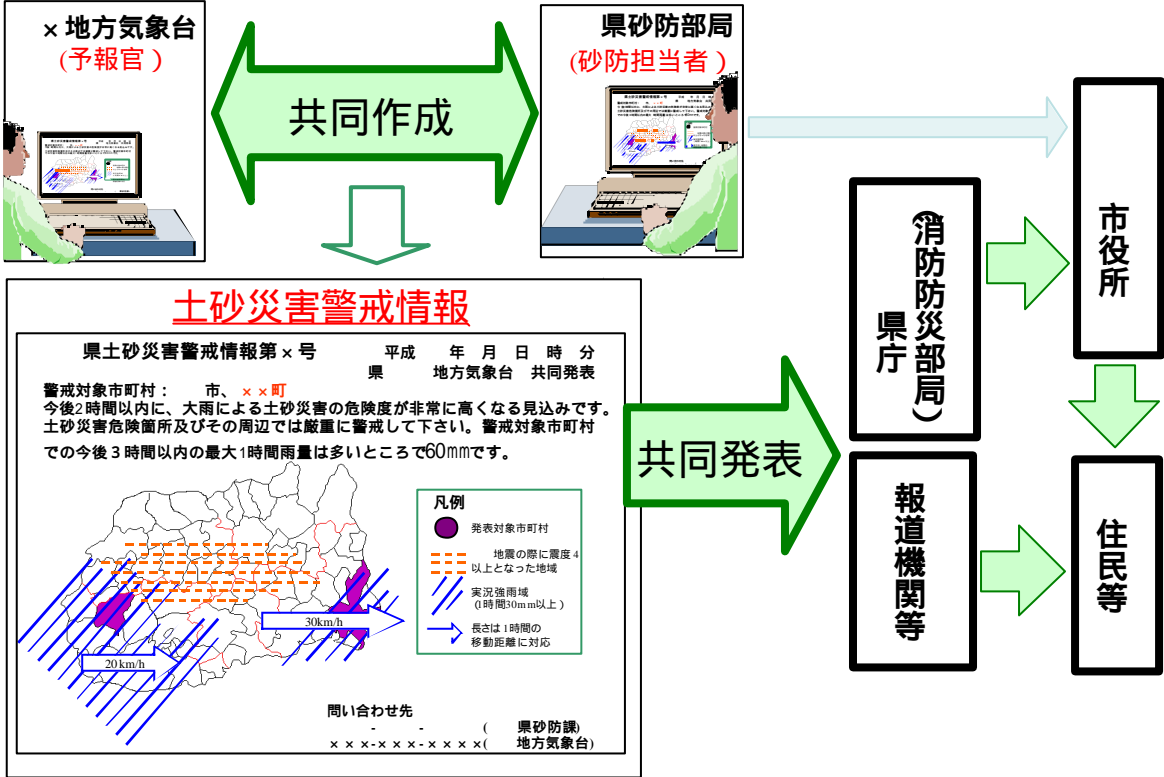 ×地方気象台
(予報官)
県砂防部局
(砂防担当者)
共同作成
土砂災害警戒情報
県土砂災害警戒情報第×号
平成 年 月 日 時 分
県 地方気象台 共同発表
警戒対象市町村: 市、××町
今後2時間以内に、大雨による土砂災害の危険度が非常に高くなる見込みです。
土砂災害危険箇所及びその周辺では厳重に警戒して下さい。警戒対象市町村
での今後3時間以内の最大1時間雨量は多いところで60mmです。
凡例
発表対象市町村
地震の際に震度4
以上となった地域
実況強雨域
(1時間30mm以上)
長さは1時間の
移動距離に対応
30km/h
20km/h
問い合わせ先
- - ( 県砂防課)
×××-×××-××××( 地方気象台)
共同発表
県庁
(消防防災部局)
報道機関等
市役所
住民等